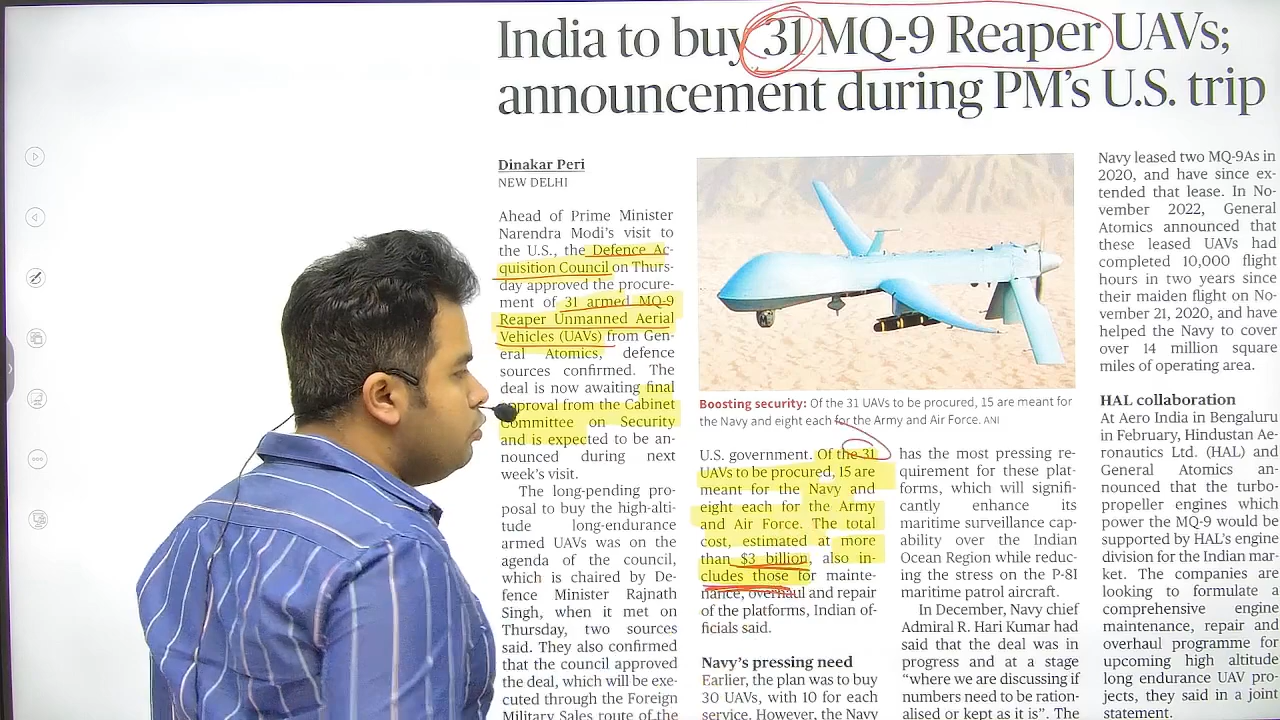 India to buy 31 MQ-9 Reaper UAVs;
announcement during PM's U.S. trip
Dinakar Peri
NEW DELHI
Ahead of Prime Minister
Narendra Modi's visit to
the U.S., the Defence Ac-
quisition Council on Thurs-
day approved the procure-
ment of 31 armed MQ-9
Reaper Unmanned Aerial
Vehicles (UAVs) from Gen-
eral Atomics, defence
sources confirmed. The
deal is now awaiting final
approval from the Cabinet
Committee on Security
and is expected to be an-
nounced during next
week's visit.
The long-pending pro-
posal to buy the high-alti-
tude long-endurance
armed UAVs was on the
agenda of the council,
which is chaired by De-
fence Minister Rajnath
Singh, when it met on
Thursday, two sources
said. They also confirmed
that the council approved
the deal, which will be exe-
cuted through the Foreign
Military Sales route of the
Boosting security: Of the 31 UAVs to be procured, 15 are meant for
the Navy and eight each for the Army and Air Force. ANI
U.S. government. Of the 31
UAVs to be procured, 15 are
meant for the Navy and
eight each for the Army
and Air Force. The total
cost, estimated at more
than $3 billion, also in-
cludes those for mainte-
nance, overhaul and repair
of the platforms, Indian of-
ficials said.
Navy's pressing need
Earlier, the plan was to buy
30 UAVs, with 10 for each
service. However, the Navy
has the most pressing re-
quirement for these plat-
forms, which will signifi-
cantly enhance its
maritime surveillance cap-
ability over the Indian
Ocean Region while reduc-
ing the stress on the P-8I
maritime patrol aircraft.
In December, Navy chief
Admiral R. Hari Kumar had
said that the deal was in
progress and at a stage
"where we are discussing if
numbers need to be ration-
alised or kept as it is". The
Navy leased two MQ-9As in
2020, and have since ex-
tended that lease. In No-
vember 2022, General
Atomics announced that
these leased UAVs had
completed 10,000 flight
hours in two years since
their maiden flight on No-
vember 21, 2020, and have
helped the Navy to cover
over 14 million square
miles of operating area.
HAL collaboration
At Aero India in Bengaluru
in February, Hindustan Ae-
ronautics Ltd. (HAL) and
General Atomics an-
nounced that the turbo-
propeller engines which
power the MQ-9 would be
supported by HAL's engine
division for the Indian mar-
ket. The companies are
looking to formulate a
comprehensive engine
maintenance, repair and
overhaul programme for
upcoming high altitude
long endurance UAV pro-
jects, they said in a joint
statement.